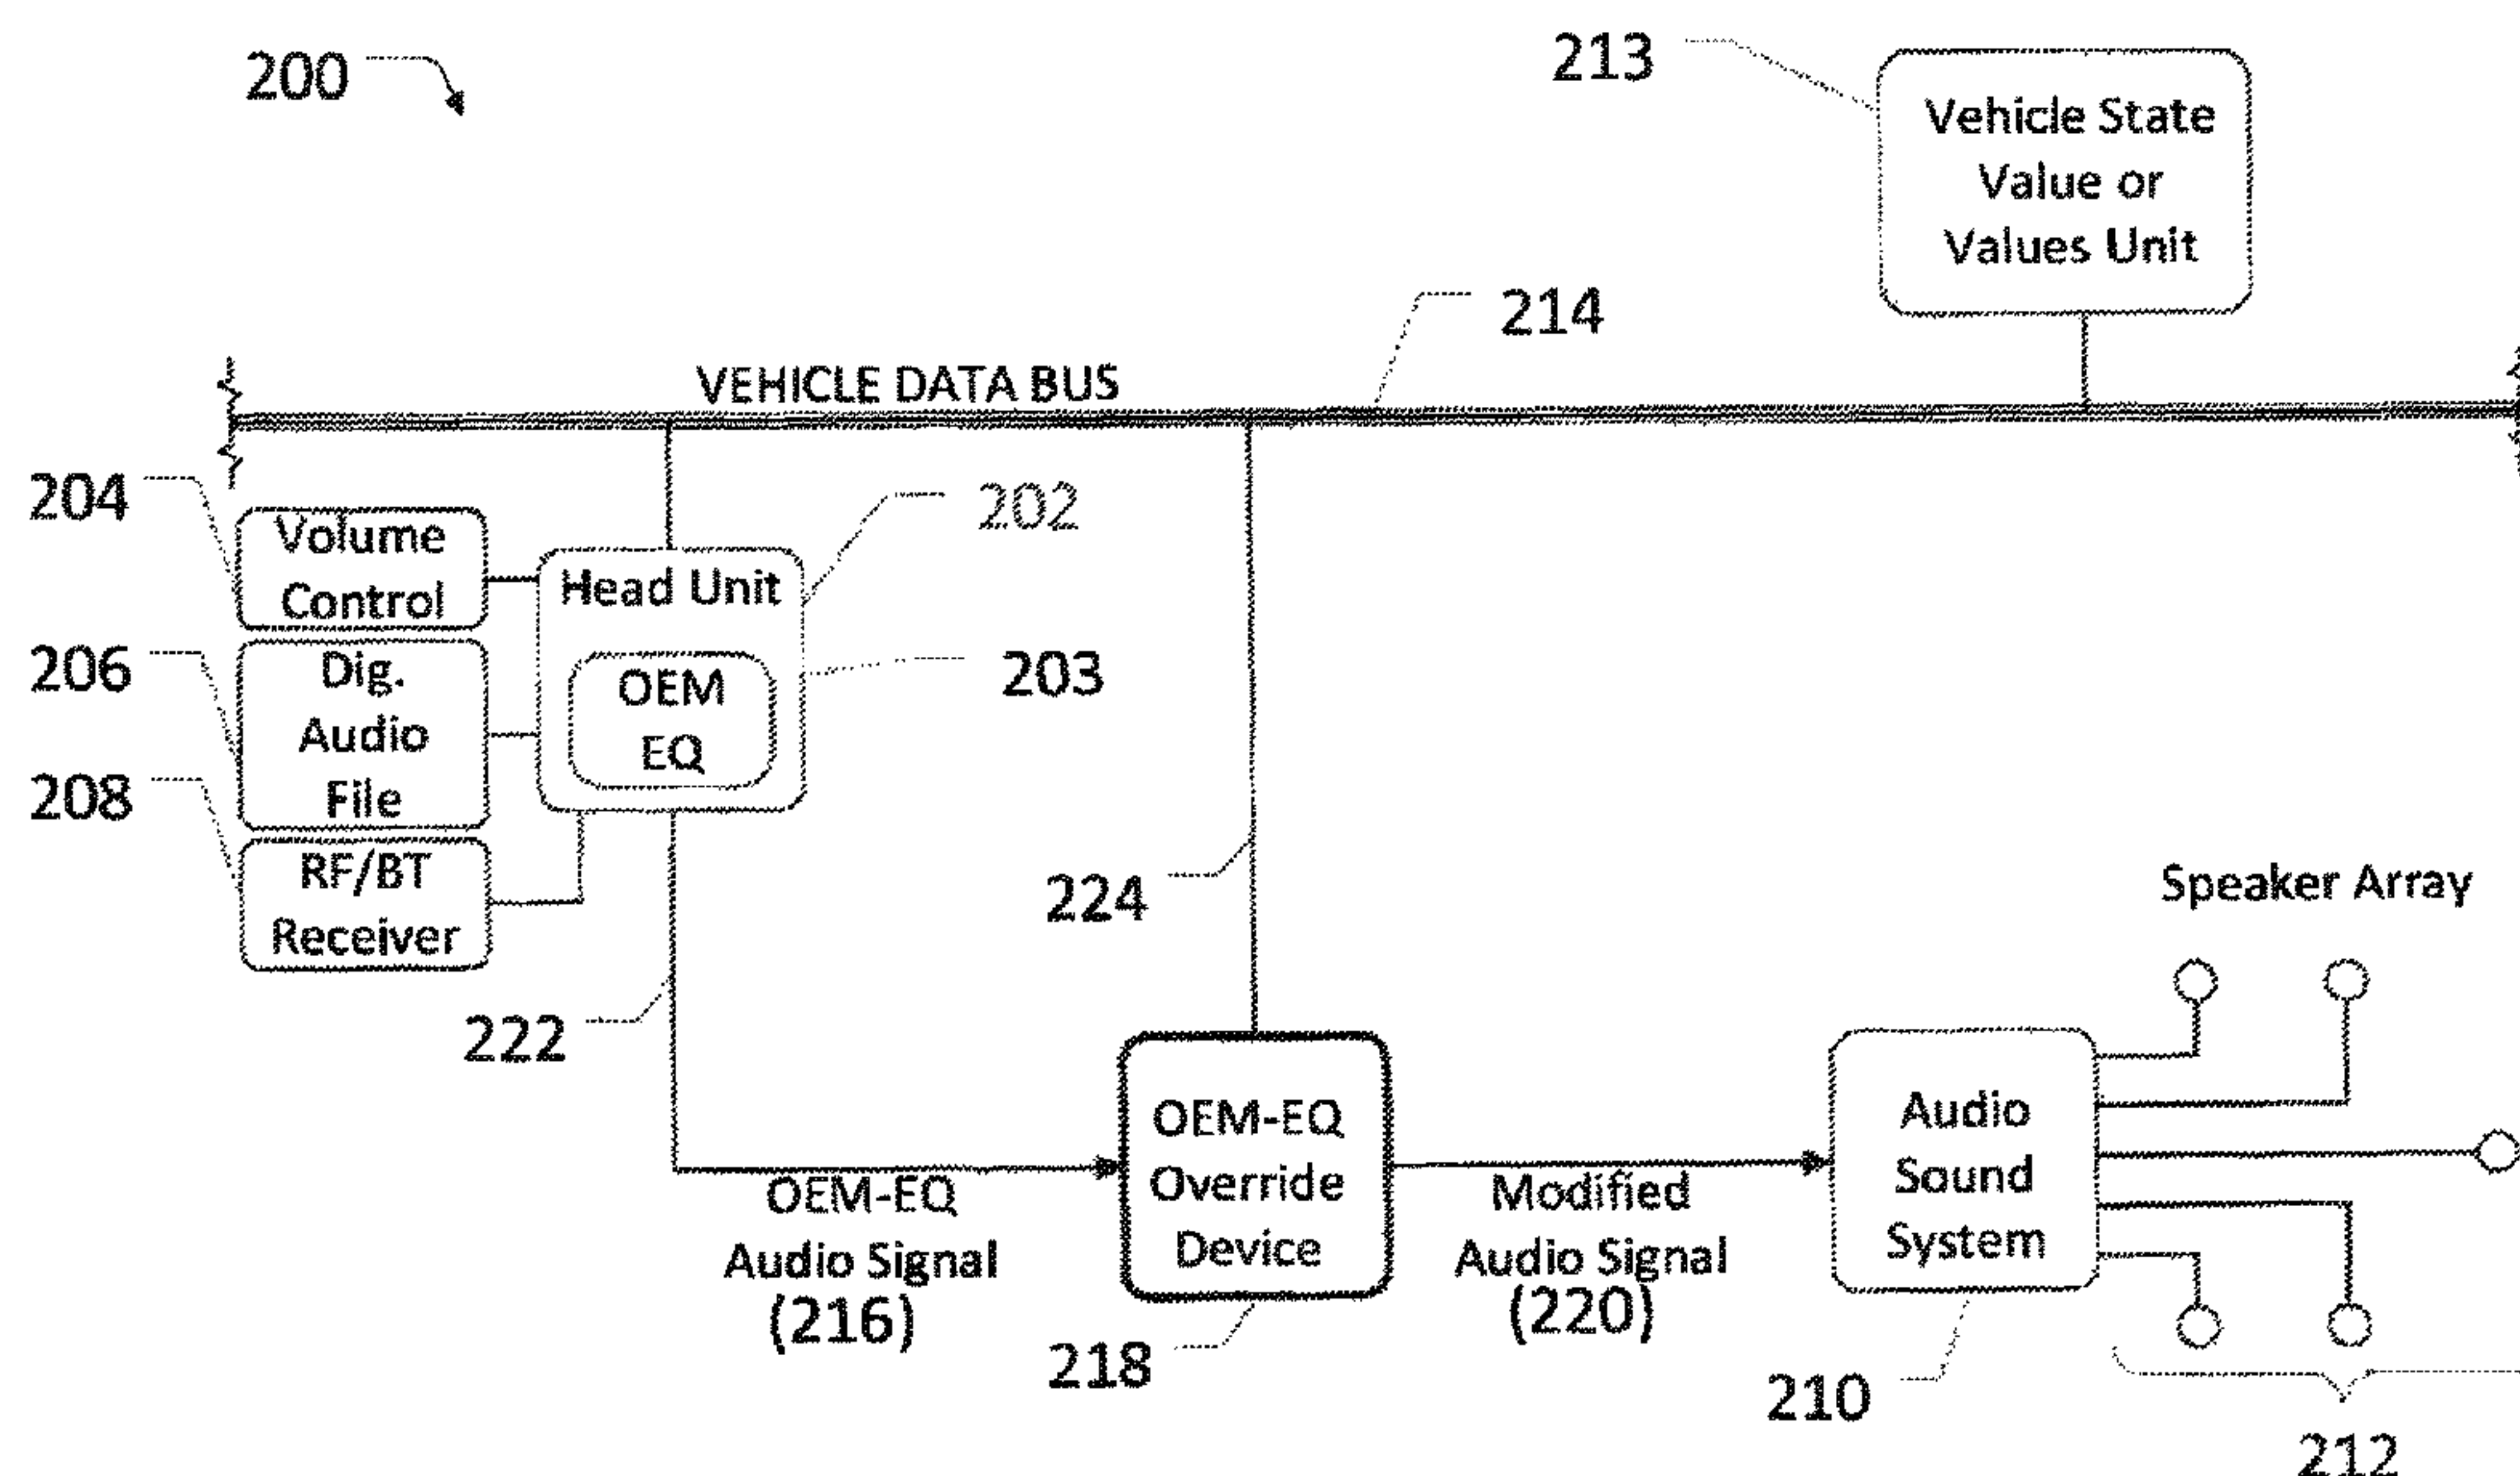 200
213
Vehicle State
Value or
Values Unit
214
VEHICLE DATA BUS
204
Volume
Control
202
Head Unit
206
Dig.
Audio
File
203
OEM
EQ
208
RF/BT
Receiver
224
Speaker Array
222
OEM-EQ
Override
Device
Audio
Sound
System
OEM-EQ
Audio Signal
(216)
Modified
Audio Signal
(220)
218
210
212